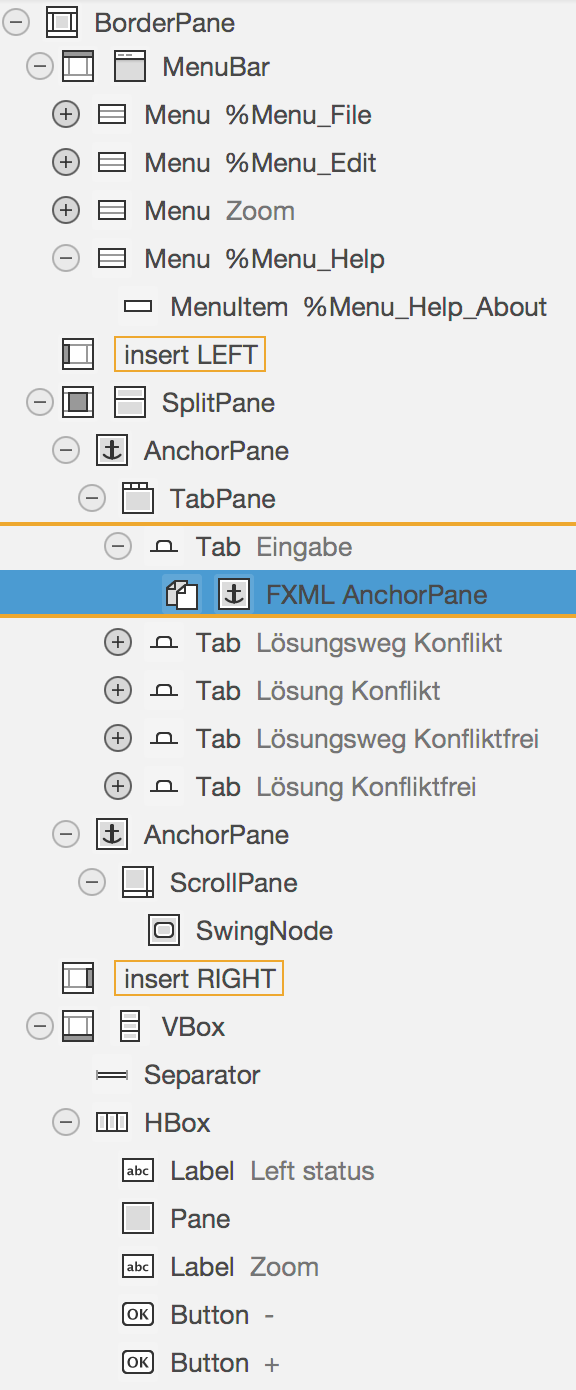 BorderPane
MenuBar
Menu %Menu_File
Menu %Menu_Edit
Menu Zoom
Menu %Menu_Help
MenuItem %Menu_Help_About
insert LEFT
SplitPane
AnchorPane
TabPane
Tab Eingabe
FXML AnchorPane
Tab Lösungsweg Konflikt
Tab Lösung Konflikt
Tab Lösungsweg Konfliktfrei
Tab Lösung Konfliktfrei
AnchorPane
ScrollPane
SwingNode
insert RIGHT
VBox
Separator
HBox
abc Label Left status
Pane
abc Label Zoom
OK Button -
OK Button +